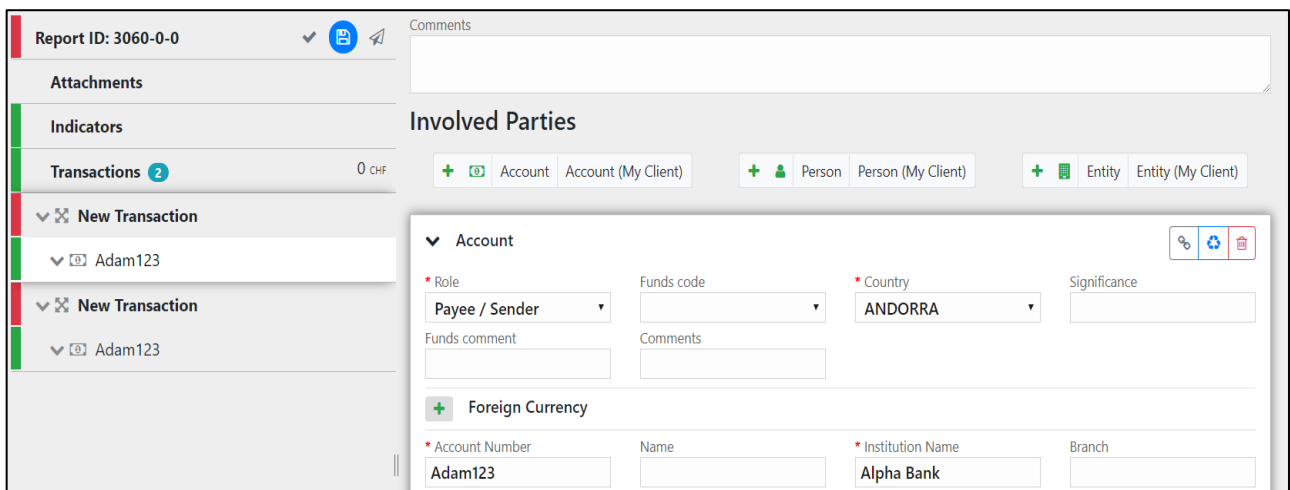 Report ID: 3060-0-0
Attachments
Indicators
Transactions 2 0 CHF
New Transaction
Adam123
New Transaction
Adam123
Comments
Involved Parties
+ Account Account (My Client) + Person Person (My Client) + Entity Entity (My Client)
Account
* Role Funds code * Country Significance
Payee / Sender ANDORRA
Funds comment Comments
+ Foreign Currency
* Account Number Name * Institution Name Branch
Adam123 Alpha Bank